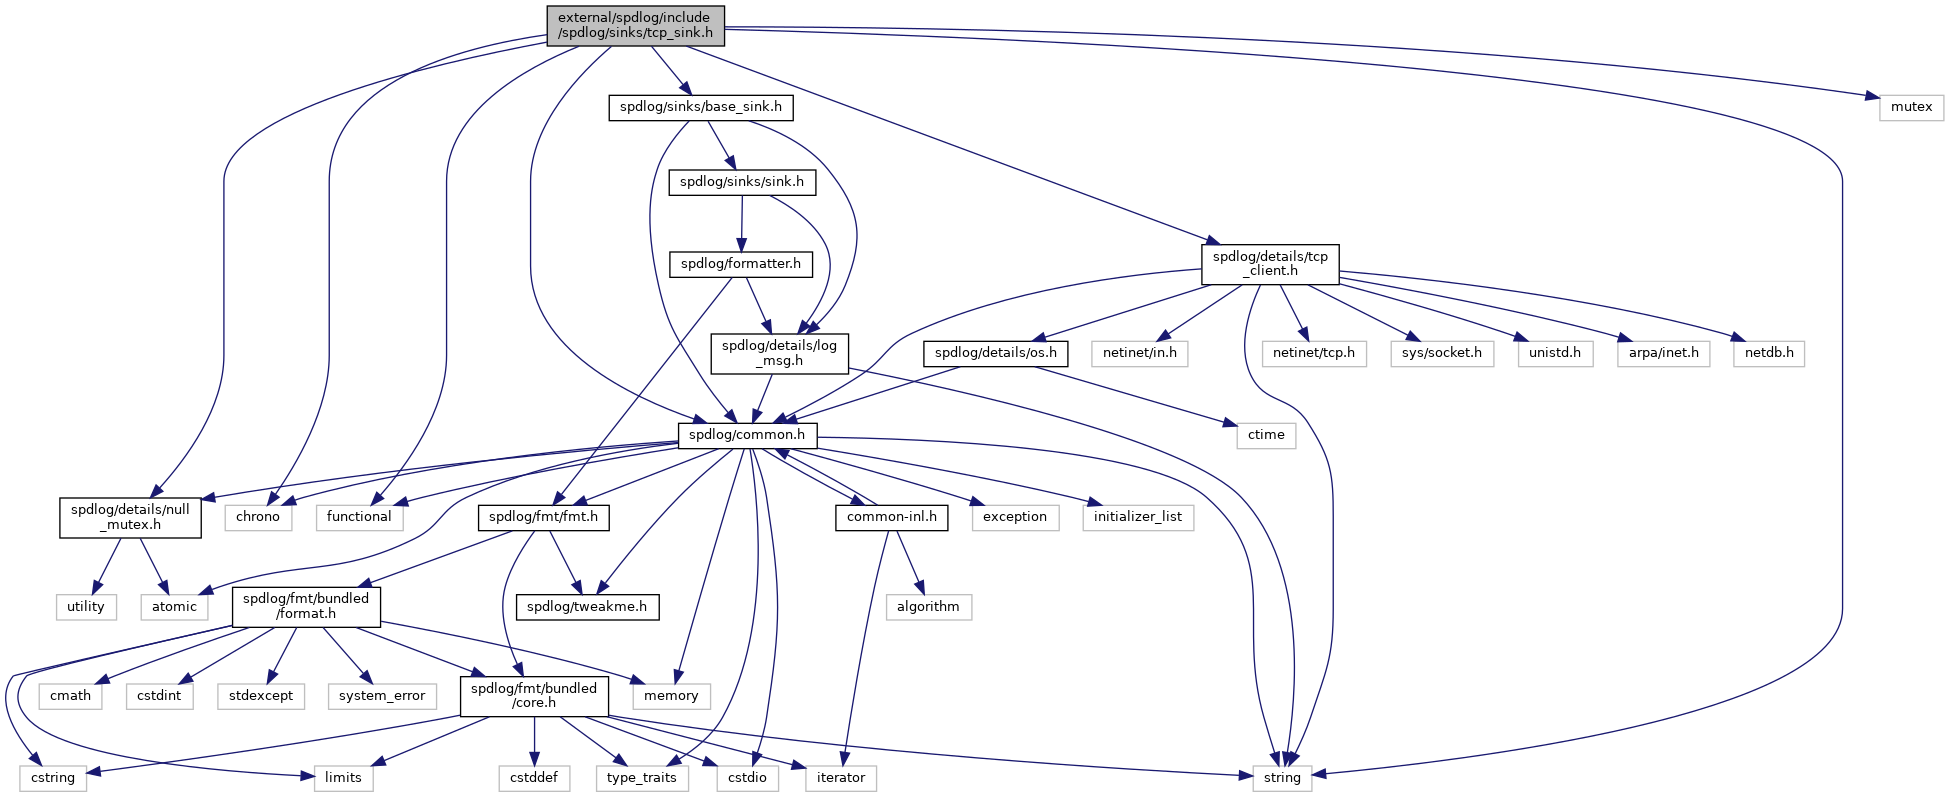 external/spdlog/include
/spdlog/sinks/tcp_sink.h
spdlog/sinks/base_sink.h
mutex
spdlog/sinks/sink.h
spdlog/formatter.h
spdlog/details/tcp
_client.h
spdlog/details/log
_msg.h
spdlog/details/os.h
netinet/in.h
netinet/tcp.h
sys/socket.h
unistd.h
arpa/inet.h
netdb.h
spdlog/common.h
ctime
spdlog/details/null
_mutex.h
chrono
functional
spdlog/fmt/fmt.h
common-inl.h
exception
initializer_list
utility
atomic
spdlog/fmt/bundled
/format.h
spdlog/tweakme.h
algorithm
cmath
cstdint
stdexcept
system_error
spdlog/fmt/bundled
/core.h
memory
cstring
limits
cstddef
type_traits
cstdio
iterator
string